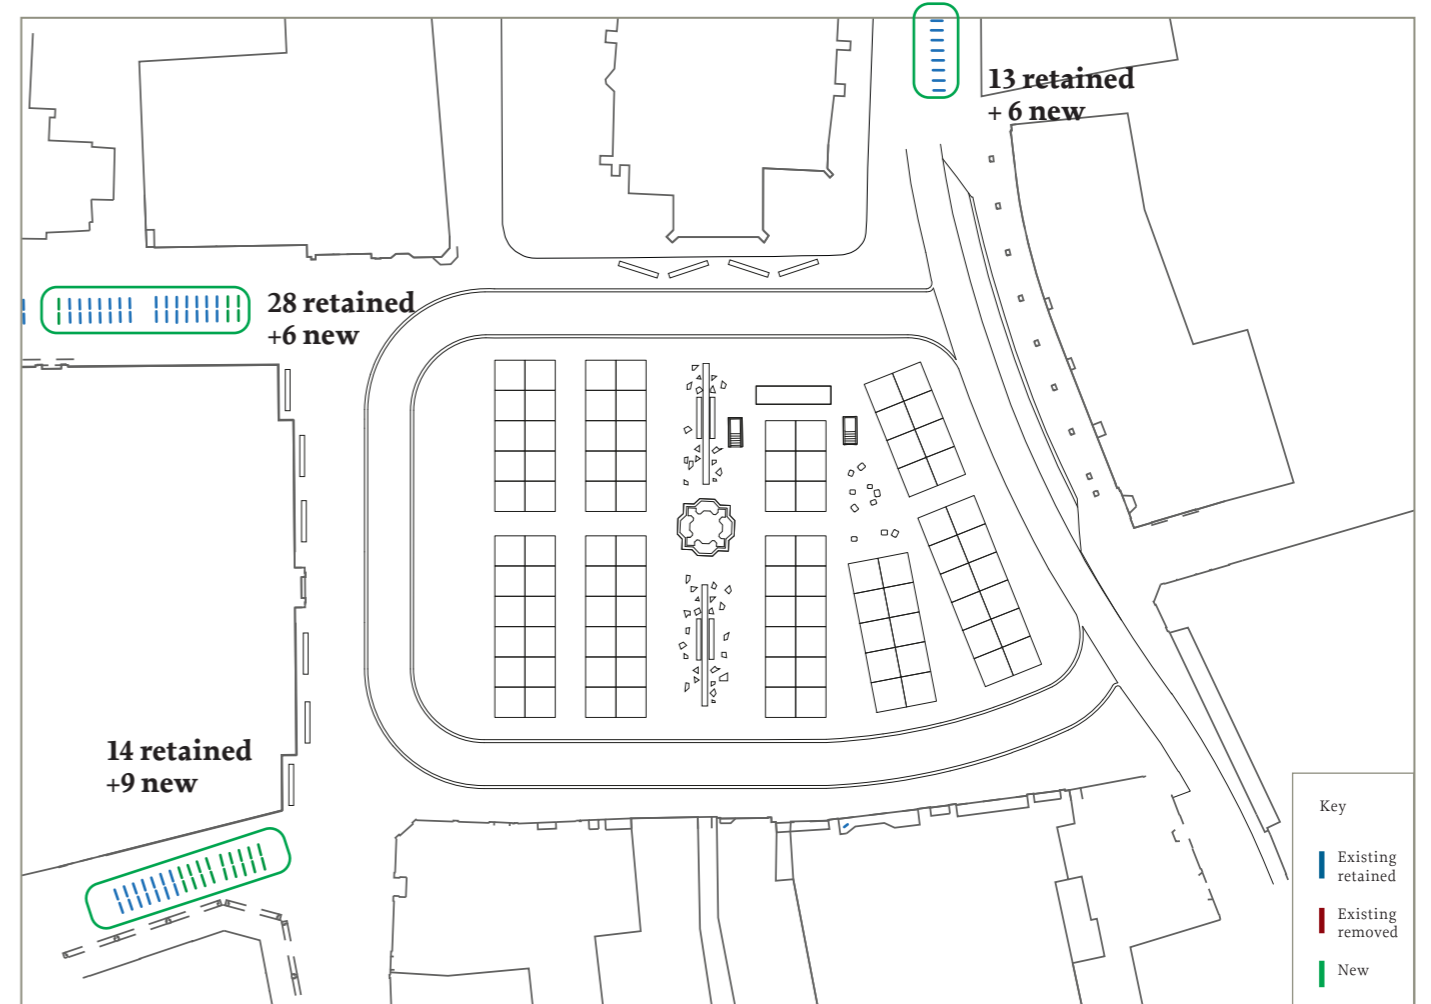 13 retained
+ 6 new
28 retained
+6 new
14 retained
+9 new
Key
Existing
retained
Existing
removed
New